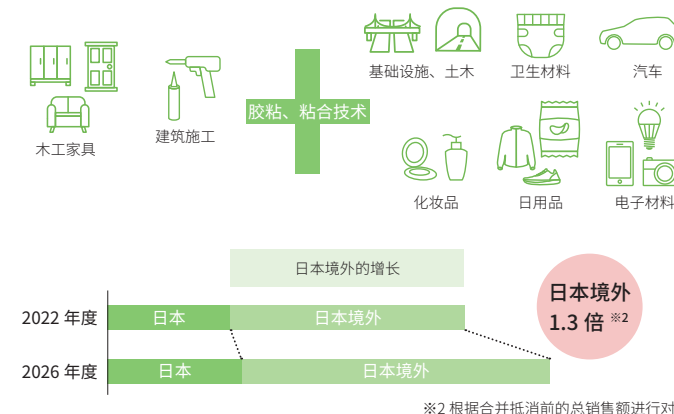 基础设施、土木
卫生材料
汽车
胶粘、粘合技术
木工家具
建筑施工
化妆品
日用品
电子材料
日本境外的增长
日本境外
1.3 倍 ※2
2022 年度
日本
日本境外
2026 年度
日本
日本境外
※2 根据合并抵消前的总销售额进行对